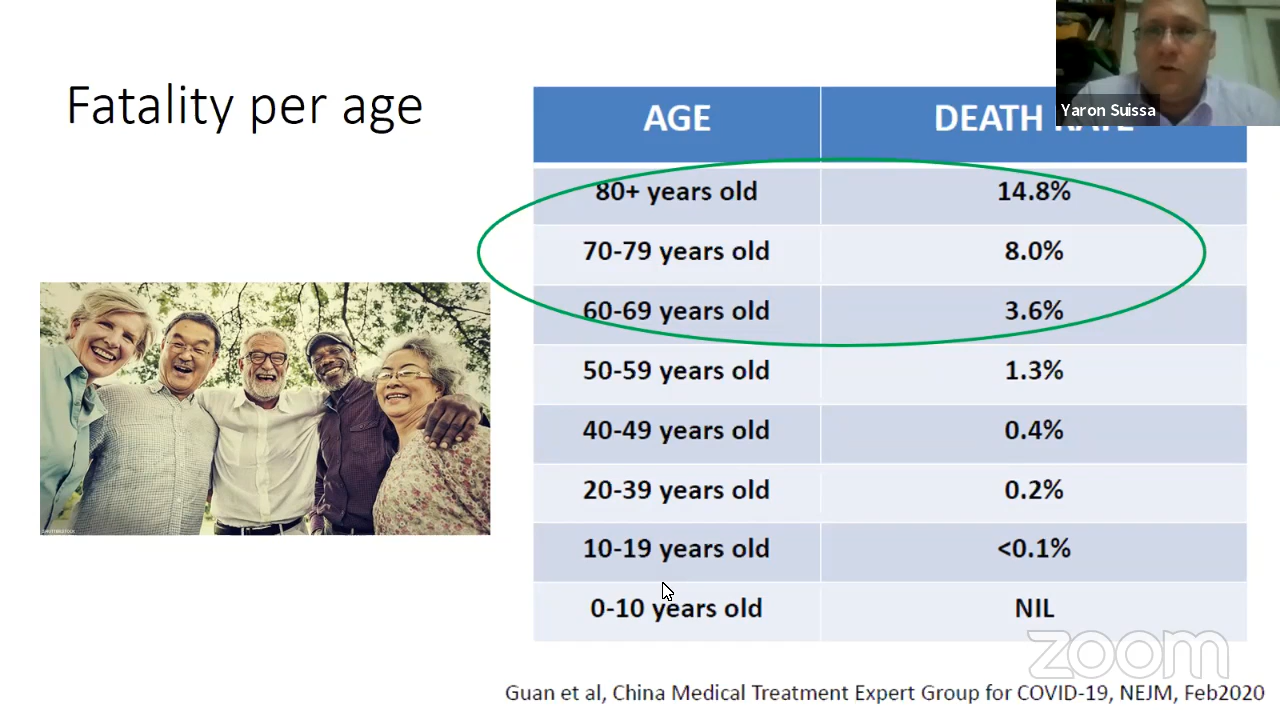 Yaron Suissa
Fatality per age
AGE DEATH
80+ years old 14.8%
70-79 years old 8.0%
60-69 years old 3.6%
50-59 years old 1.3%
40-49 years old 0.4%
20-39 years old 0.2%
10-19 years old <0.1%
0-10 years old NIL
zoom
Guan et al, China Medical Treatment Expert Group for COVID-19, NEJM, Feb2020